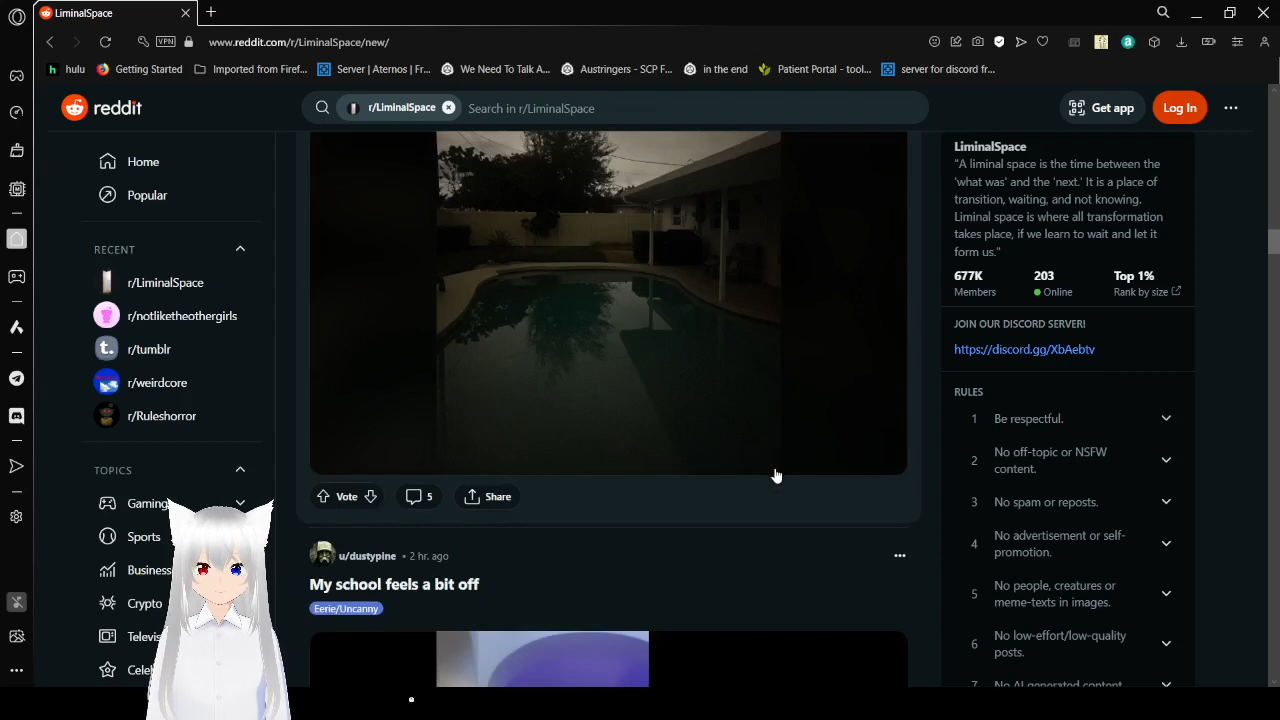 LiminalSpace
VPN www.reddit.com/r/LiminalSpace/new/
hulu Getting Started Imported from Firef... Server | Aternos | Fr... We Need To Talk A... Austringers - SCP F... in the end Patient Portal - tool... server for discord fr...
reddit r/LiminalSpace Search in r/LiminalSpace Get app Log In
Home
Popular
RECENT
r/LiminalSpace
r/notliketheothergirls
r/tumblr
r/weirdcore
r/Ruleshorror
TOPICS
Gaming
Sports
Business
Crypto
Televis
Celeb
Vote 5 Share
u/dustypine • 2 hr. ago
My school feels a bit off
Eerie/Uncanny
LiminalSpace
"A liminal space is the time between the
'what was' and the 'next.' It is a place of
transition, waiting, and not knowing.
Liminal space is where all transformation
takes place, if we learn to wait and let it
form us."
677K 203 Top 1%
Members Online Rank by size
JOIN OUR DISCORD SERVER!
https://discord.gg/XbAebtv
RULES
1 Be respectful.
2 No off-topic or NSFW
content.
3 No spam or reposts.
4 No advertisement or self-
promotion.
5 No people, creatures or
meme-texts in images.
6 No low-effort/low-quality
posts.
7 No AI generated content